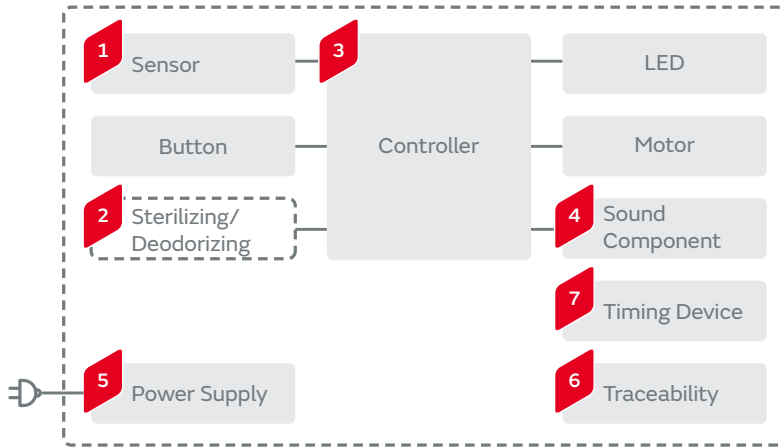 1
Sensor
3
Controller
LED
Button
Motor
2
Sterilizing/
Deodorizing
4
Sound
Component
7
Timing Device
5
Power Supply
6
Traceability